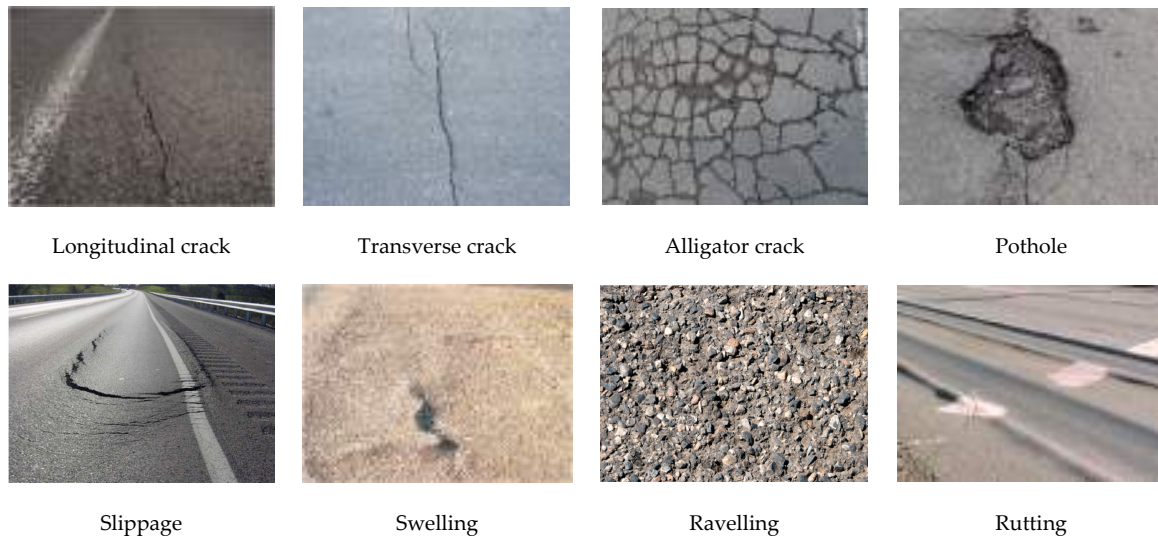 Longitudinal crack
Transverse crack
Alligator crack
Pothole
Slippage
Swelling
Ravelling
Rutting